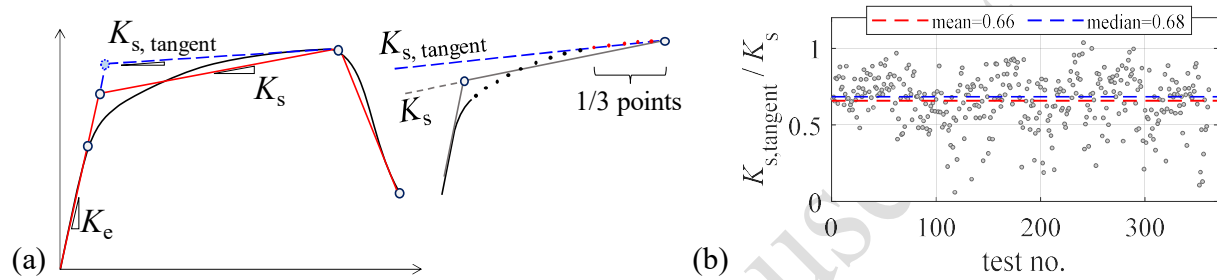 K_s, tangent
K_s
K_e
(a)
K_s, tangent
K_s
1/3 points
mean=0.66
median=0.68
K_s,tangent / K_s
1
0.5
0
0
100
200
300
test no.
(b)